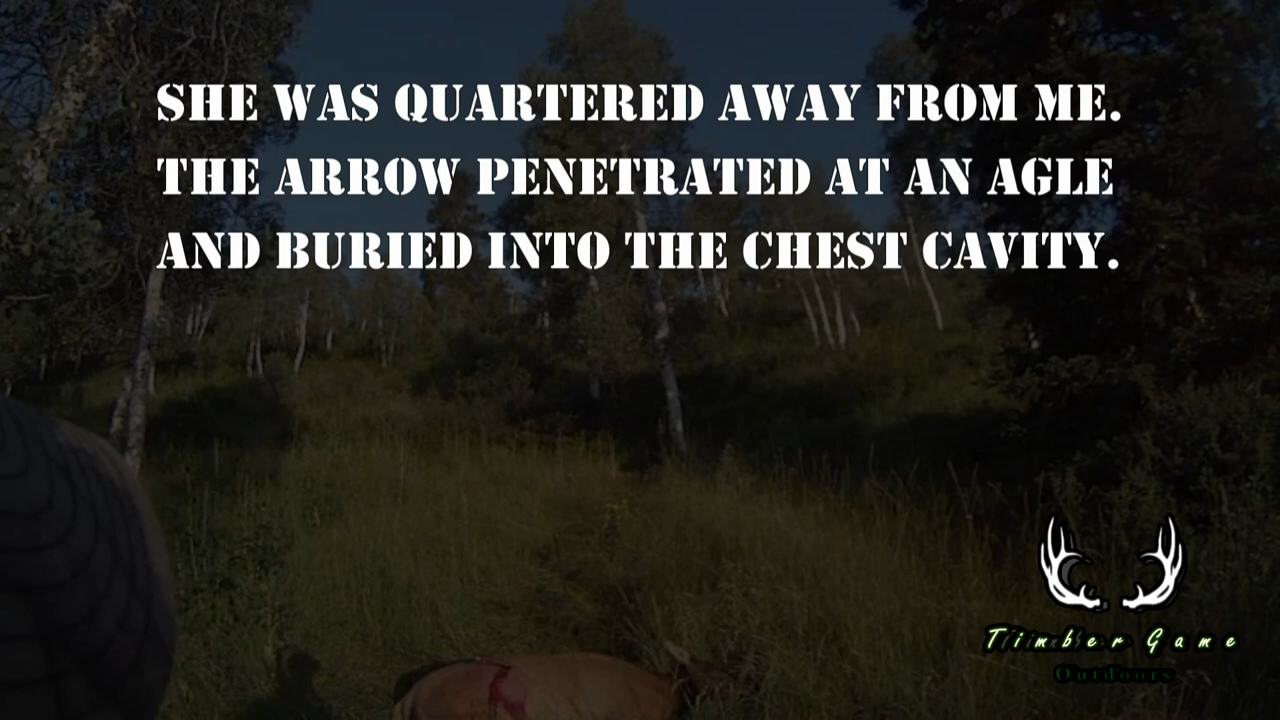 SHE WAS QUARTERED AWAY FROM ME.
THE ARROW PENETRATED AT AN AGLE
AND BURIED INTO THE CHEST CAVITY.
Timber Game
Outdoors